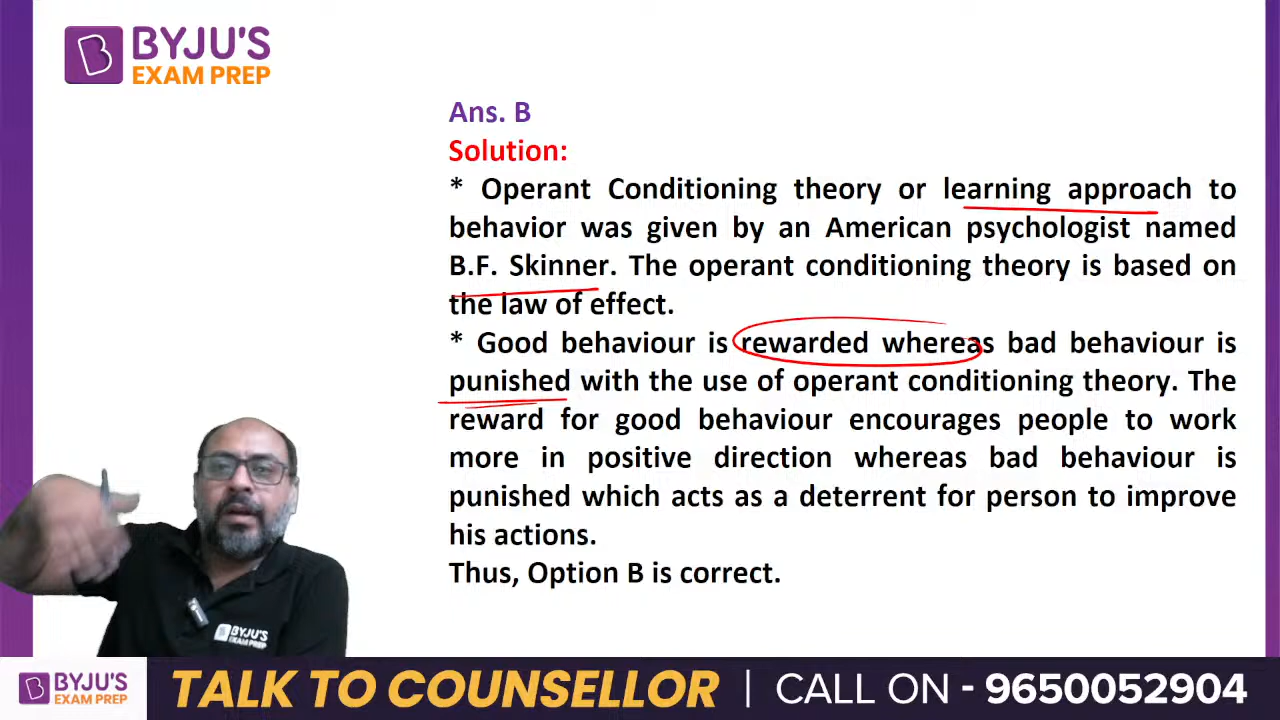 BYJU'S
EXAM PREP
Ans. B
Solution:
* Operant Conditioning theory or learning approach to
behavior was given by an American psychologist named
B.F. Skinner. The operant conditioning theory is based on
the law of effect.
* Good behaviour is rewarded whereas bad behaviour is
punished with the use of operant conditioning theory. The
reward for good behaviour encourages people to work
more in positive direction whereas bad behaviour is
punished which acts as a deterrent for person to improve
his actions.
Thus, Option B is correct.
BYJU'S
EXAM PREP
BYJU'S
EXAM PREP
TALK TO COUNSELLOR | CALL ON - 9650052904